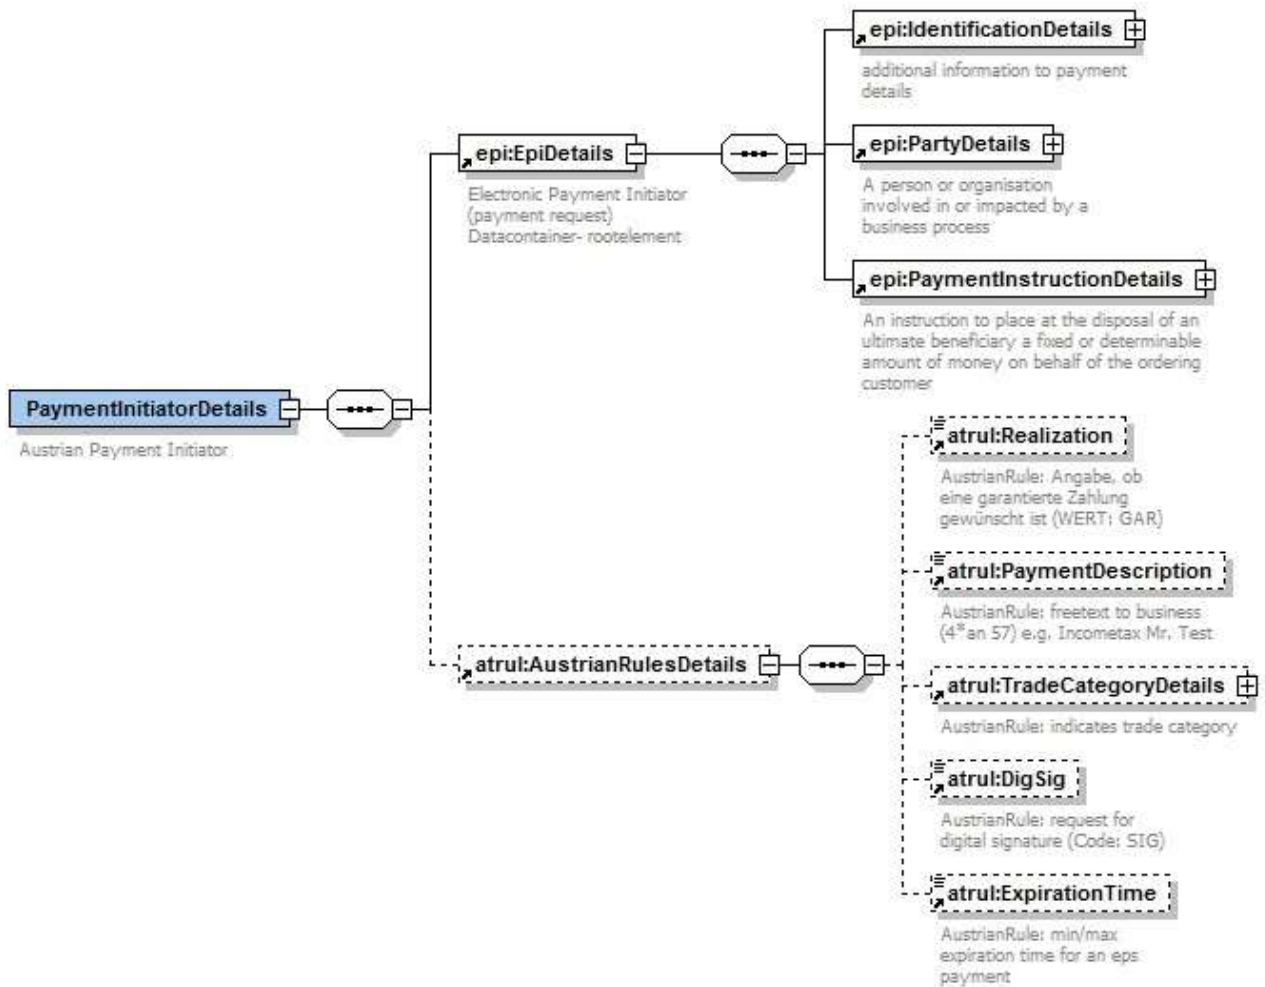 epi:IdentificationDetails
additional information to payment
details
epi:EpiDetails
Electronic Payment Initiator
(payment request)
Datacontainer- rootelement
epi:PartyDetails
A person or organisation
involved in or impacted by a
business process
epi:PaymentInstructionDetails
An instruction to place at the disposal of an
ultimate beneficiary a fixed or determinable
amount of money on behalf of the ordering
customer
PaymentInitiatorDetails
Austrian Payment Initiator
atrul:Realization
AustrianRule: Angabe, ob
eine garantierte Zahlung
gewünscht ist (WERT: GAR)
atrul:PaymentDescription
AustrianRule: freetext to business
(4*an 57) e.g. Incometax Mr. Test
atrul:AustrianRulesDetails
atrul:TradeCategoryDetails
AustrianRule: indicates trade category
atrul:DigSig
AustrianRule: request for
digital signature (Code: SIG)
atrul:ExpirationTime
AustrianRule: min/max
expiration time for an eps
payment